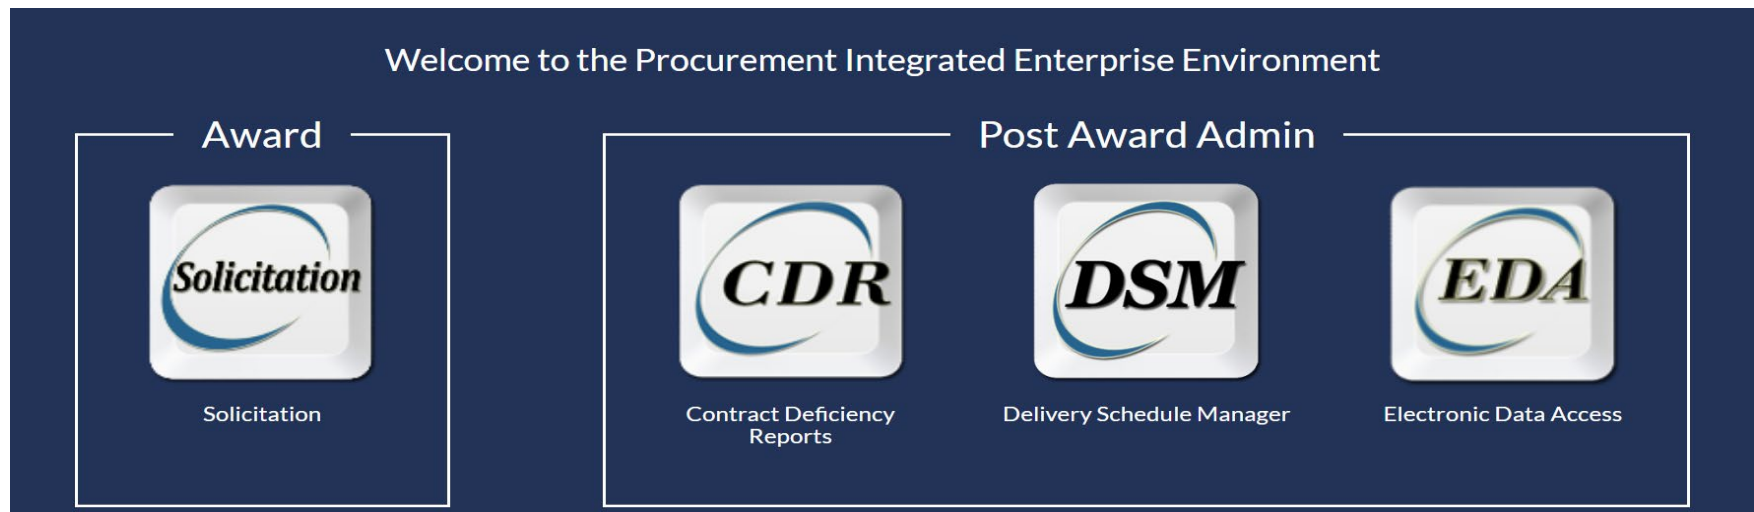 Welcome to the Procurement Integrated Enterprise Environment
Award
Solicitation
Solicitation
Post Award Admin
CDR
Contract Deficiency
Reports
DSM
Delivery Schedule Manager
EDA
Electronic Data Access